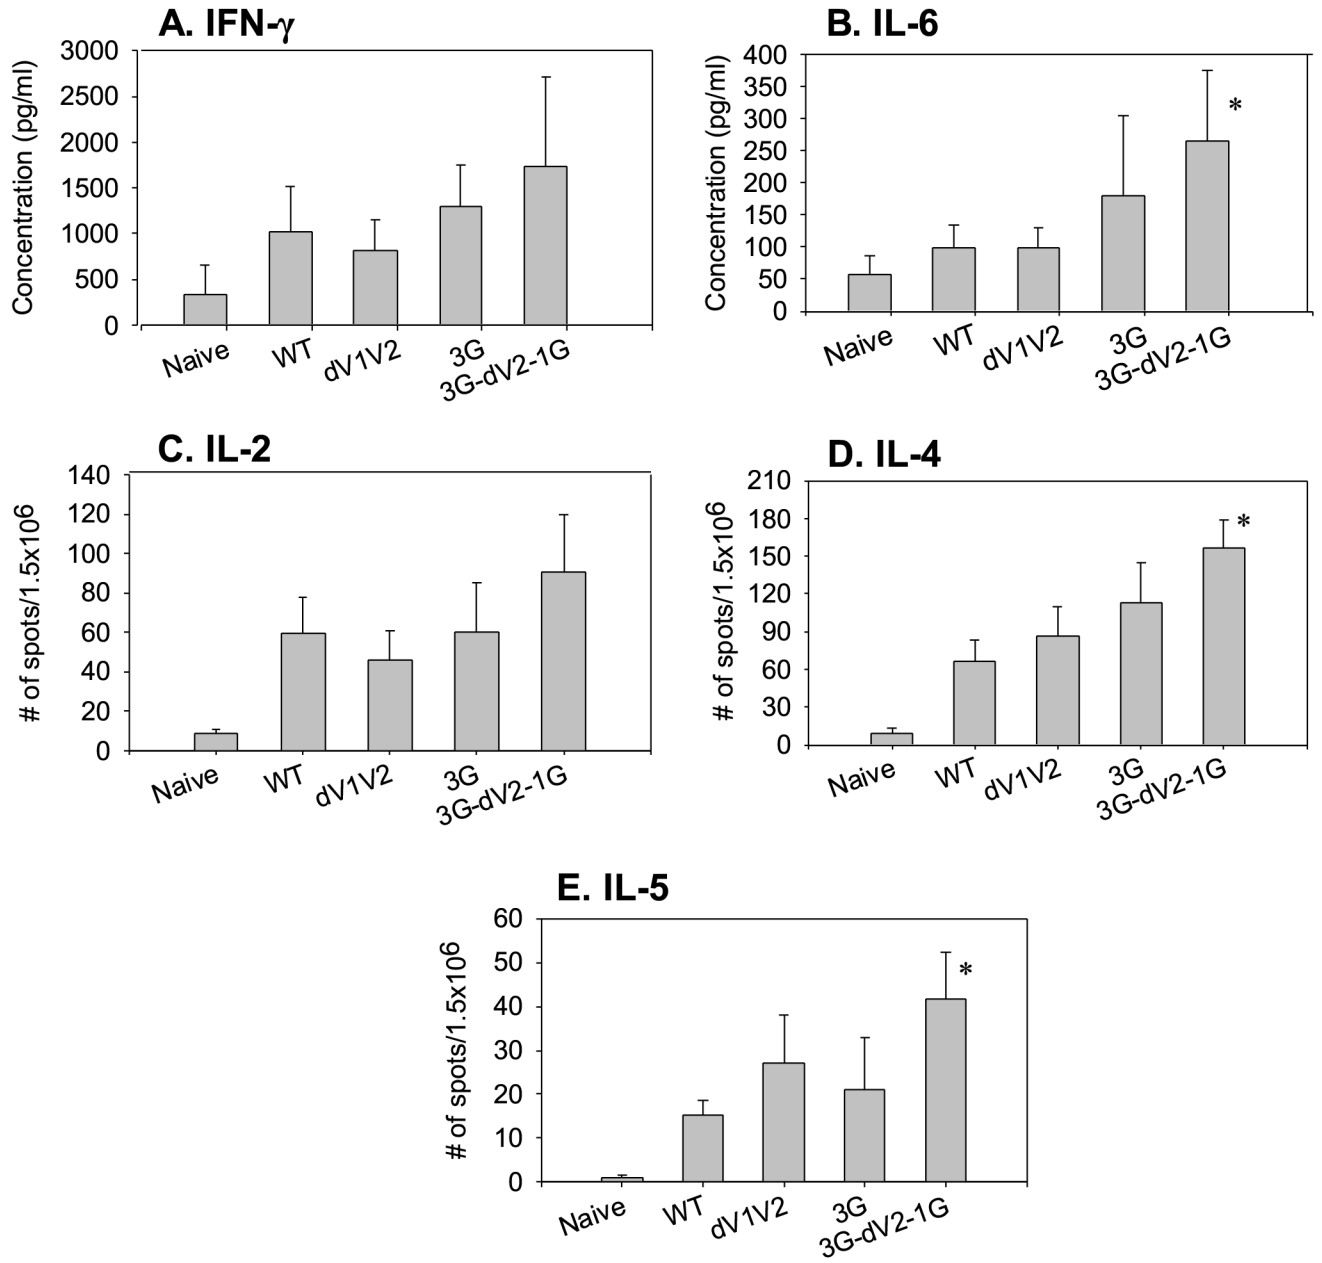 A. IFN-γ
Concentration (pg/ml)
3000
2500
2000
1500
1000
500
0
Naive
WT
dV1V2
3G
3G-dV2-1G
B. IL-6
Concentration (pg/ml)
400
350
300
250
200
150
100
50
0
*
Naive
WT
dV1V2
3G
3G-dV2-1G
C. IL-2
# of spots/1.5x10⁶
140
120
100
80
60
40
20
0
Naive
WT
dV1V2
3G
3G-dV2-1G
D. IL-4
# of spots/1.5x10⁶
210
180
150
120
90
60
30
0
*
Naive
WT
dV1V2
3G
3G-dV2-1G
E. IL-5
# of spots/1.5x10⁶
60
50
40
30
20
10
0
*
Naive
WT
dV1V2
3G
3G-dV2-1G